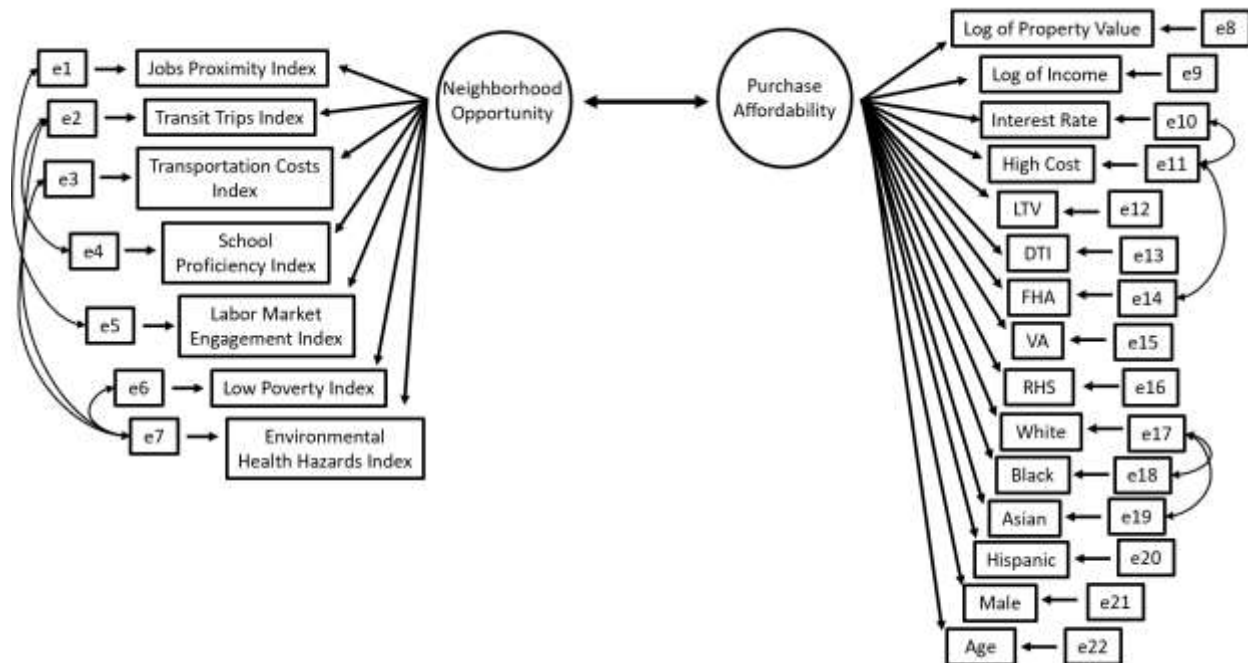 Log of Property Value
e8
e1
Jobs Proximity Index
Neighborhood
Opportunity
Purchase
Affordability
Log of Income
e9
e2
Transit Trips Index
Interest Rate
e10
e3
Transportation Costs
Index
High Cost
e11
LTV
e12
e4
School
Proficiency Index
DTI
e13
FHA
e14
e5
Labor Market
Engagement Index
VA
e15
e6
Low Poverty Index
RHS
e16
e7
Environmental
Health Hazards Index
White
e17
Black
e18
Asian
e19
Hispanic
e20
Male
e21
Age
e22